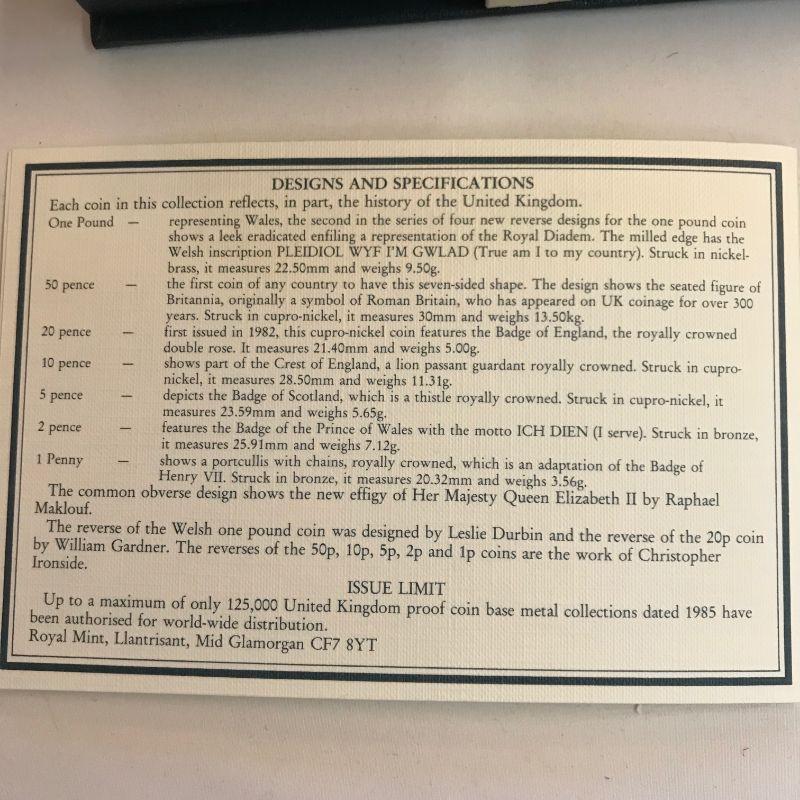 DESIGNS AND SPECIFICATIONS
Each coin in this collection reflects, in part, the history of the United Kingdom.
One Pound — representing Wales, the second in the series of four new reverse designs for the one pound coin
shows a leek eradicated enfiling a representation of the Royal Diadem. The milled edge has the
Welsh inscription PLEIDIOL WYF I'M GWLAD (True am I to my country). Struck in nickel-
brass, it measures 22.50mm and weighs 9.50g.
50 pence — the first coin of any country to have this seven-sided shape. The design shows the seated figure of
Britannia, originally a symbol of Roman Britain, who has appeared on UK coinage for over 300
years. Struck in cupro-nickel, it measures 30mm and weighs 13.50kg.
20 pence — first issued in 1982, this cupro-nickel coin features the Badge of England, the royally crowned
double rose. It measures 21.40mm and weighs 5.00g.
10 pence — shows part of the Crest of England, a lion passant guardant royally crowned. Struck in cupro-
nickel, it measures 28.50mm and weighs 11.31g.
5 pence — depicts the Badge of Scotland, which is a thistle royally crowned. Struck in cupro-nickel, it
measures 23.59mm and weighs 5.65g.
2 pence — features the Badge of the Prince of Wales with the motto ICH DIEN (I serve). Struck in bronze,
it measures 25.91mm and weighs 7.12g.
1 Penny — shows a portcullis with chains, royally crowned, which is an adaptation of the Badge of
Henry VII. Struck in bronze, it measures 20.32mm and weighs 3.56g.
The common obverse design shows the new effigy of Her Majesty Queen Elizabeth II by Raphael
Maklouf.
The reverse of the Welsh one pound coin was designed by Leslie Durbin and the reverse of the 20p coin
by William Gardner. The reverses of the 50p, 10p, 5p, 2p and 1p coins are the work of Christopher
Ironside.
ISSUE LIMIT
Up to a maximum of only 125,000 United Kingdom proof coin base metal collections dated 1985 have
been authorised for world-wide distribution.
Royal Mint, Llantrisant, Mid Glamorgan CF7 8YT